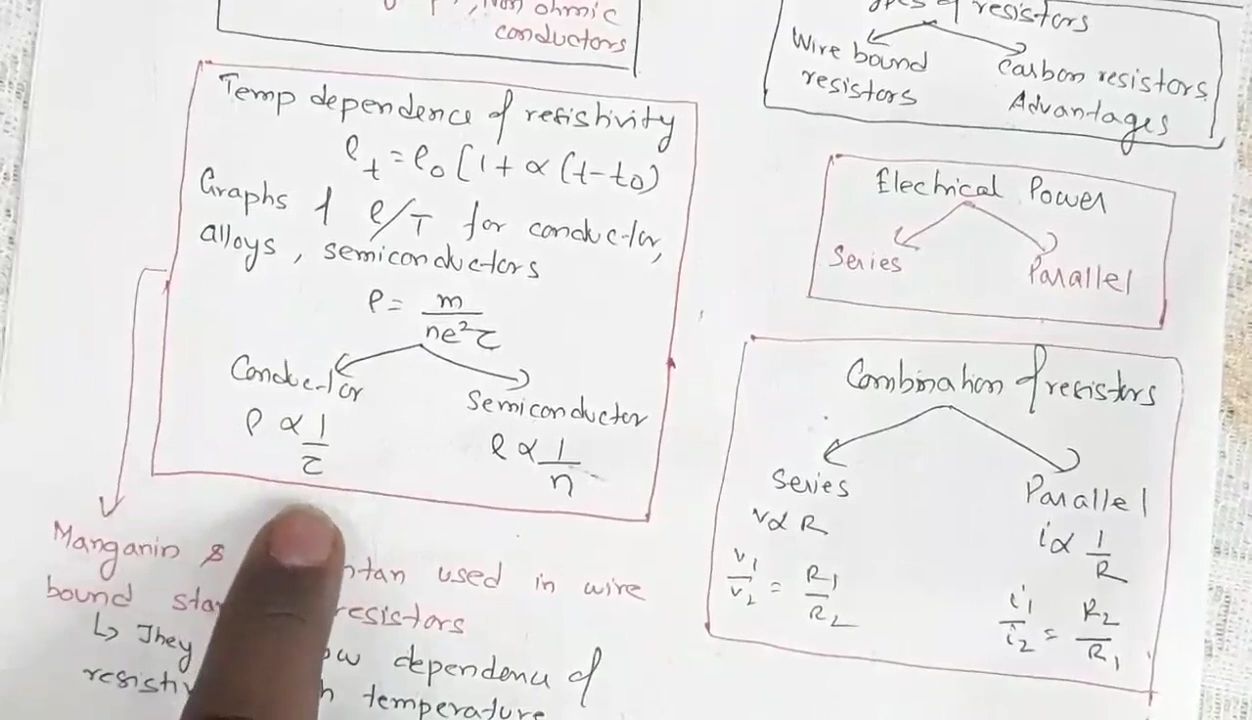 Non ohmic
conductors
Temp dependence of resistivity
ρt = ρ0 [1 + α (t-t0)
Graphs of ρ/T for conductor,
alloys, semiconductors
ρ = m/ne²τ
Conductor
ρ ∝ 1/τ
Semiconductor
ρ ∝ 1/n
Manganin &
used in wire
bound
resistors
↳ They
dependence of
temperature
of resistors
Wire bound
resistors
Carbon resistors
Advantages
Electrical Power
Series
Parallel
Combination of resistors
Series
V ∝ R
V1/V2 = R1/R2
Parallel
i ∝ 1/R
i1/i2 = R2/R1